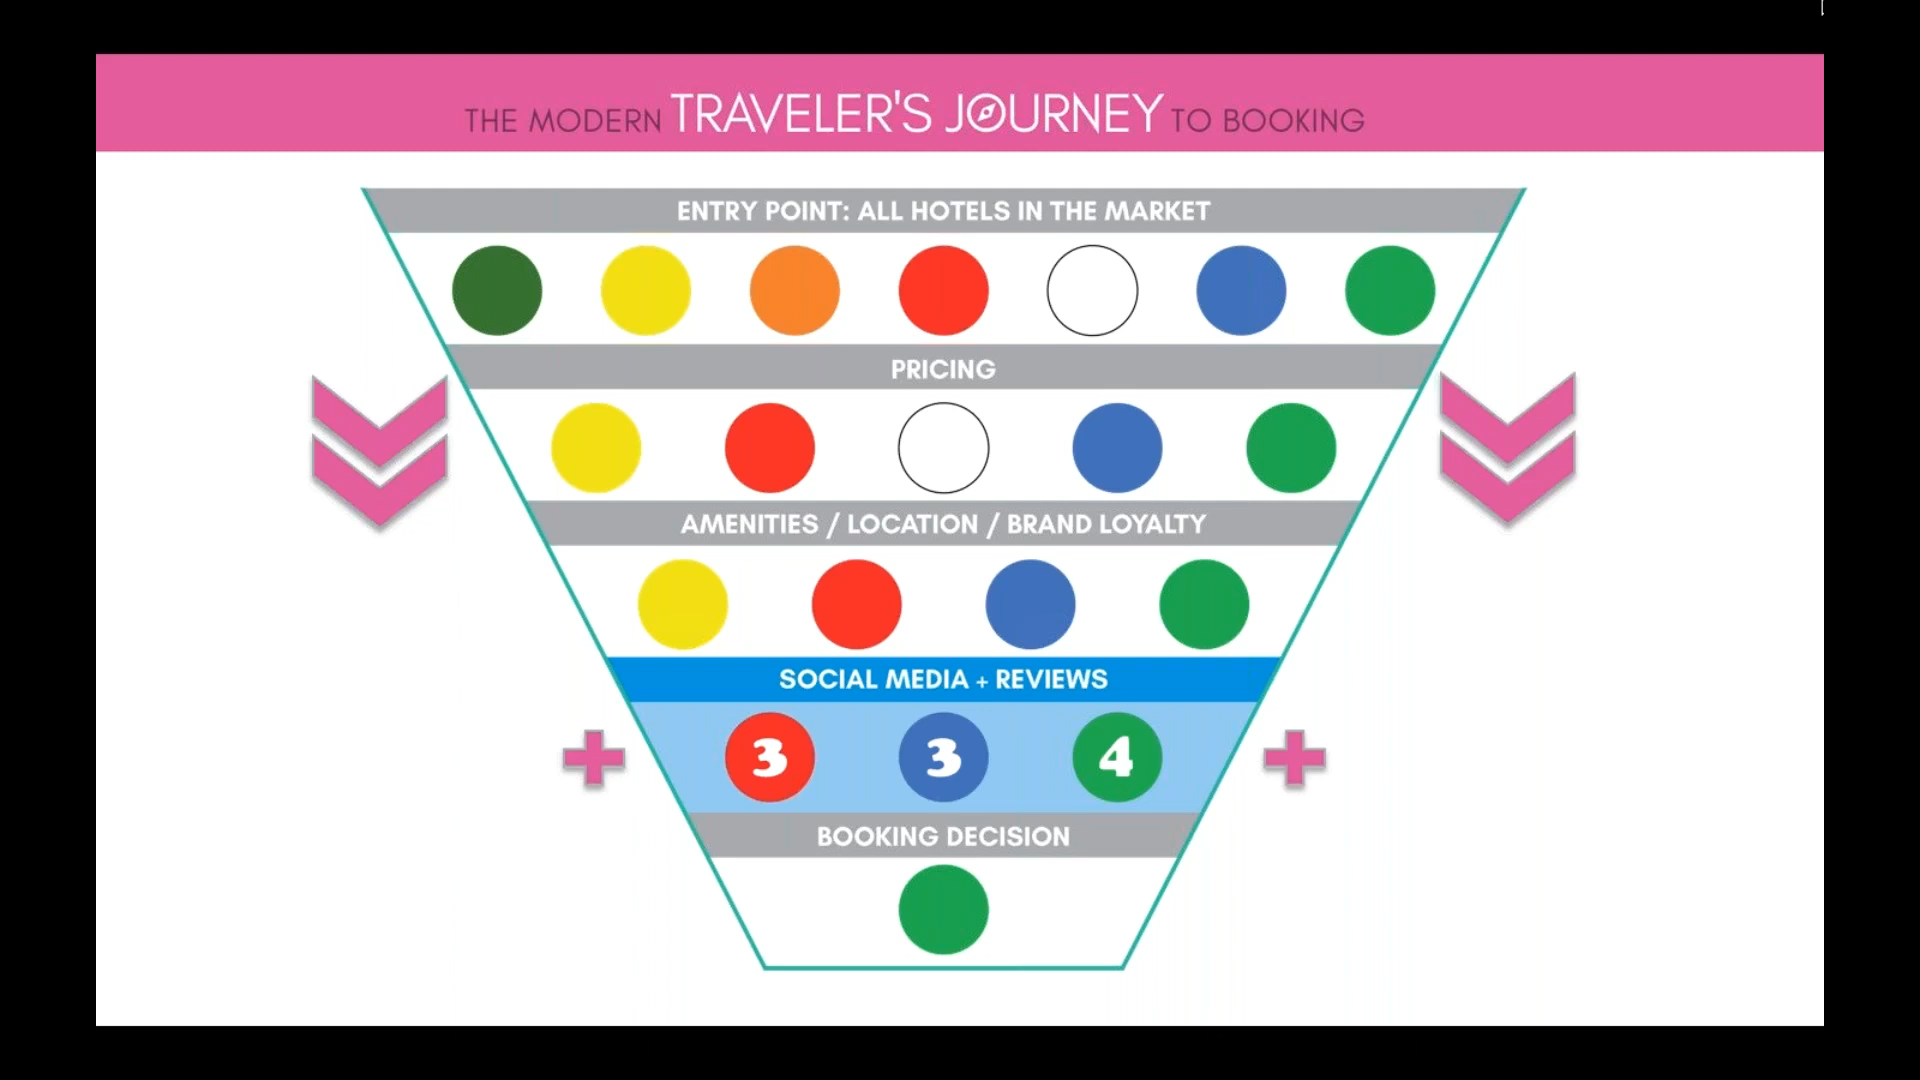 THE MODERN TRAVELER'S JOURNEY TO BOOKING
ENTRY POINT: ALL HOTELS IN THE MARKET
PRICING
AMENITIES / LOCATION / BRAND LOYALTY
SOCIAL MEDIA + REVIEWS
3 3 4
BOOKING DECISION